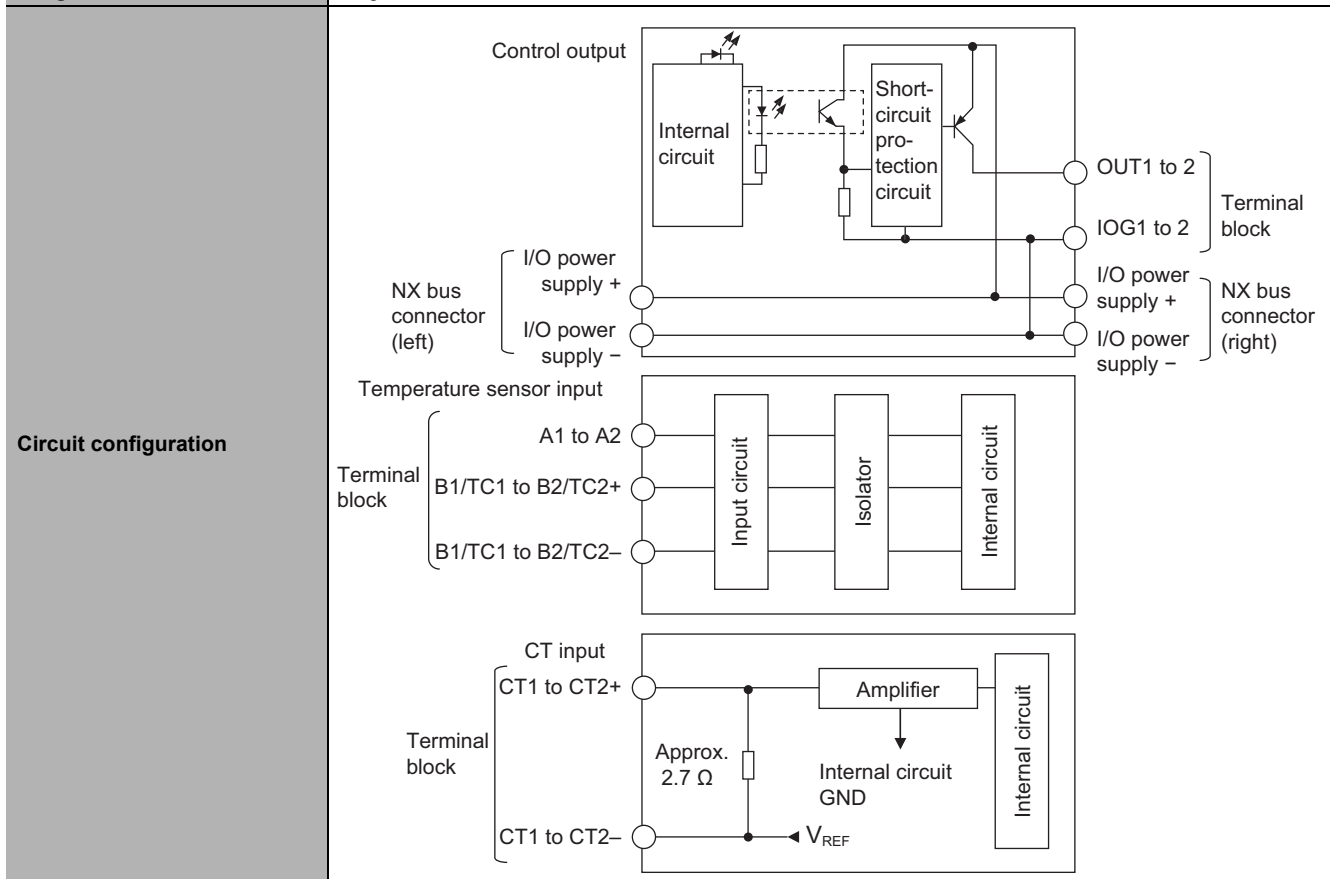 Circuit configuration
Control output
Internal
circuit
Short-
circuit
pro-
tection
circuit
OUT1 to 2
IOG1 to 2
Terminal
block
NX bus
connector
(left)
I/O power
supply +
I/O power
supply −
I/O power
supply +
I/O power
supply −
NX bus
connector
(right)
Temperature sensor input
Terminal
block
A1 to A2
B1/TC1 to B2/TC2+
B1/TC1 to B2/TC2–
Input circuit
Isolator
Internal circuit
CT input
Terminal
block
CT1 to CT2+
CT1 to CT2–
Approx.
2.7 Ω
Amplifier
Internal circuit
GND
VREF
Internal circuit